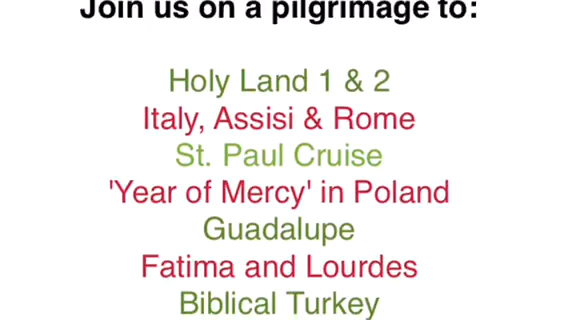 Join us on a pilgrimage to:
Holy Land 1 & 2
Italy, Assisi & Rome
St. Paul Cruise
'Year of Mercy' in Poland
Guadalupe
Fatima and Lourdes
Biblical Turkey